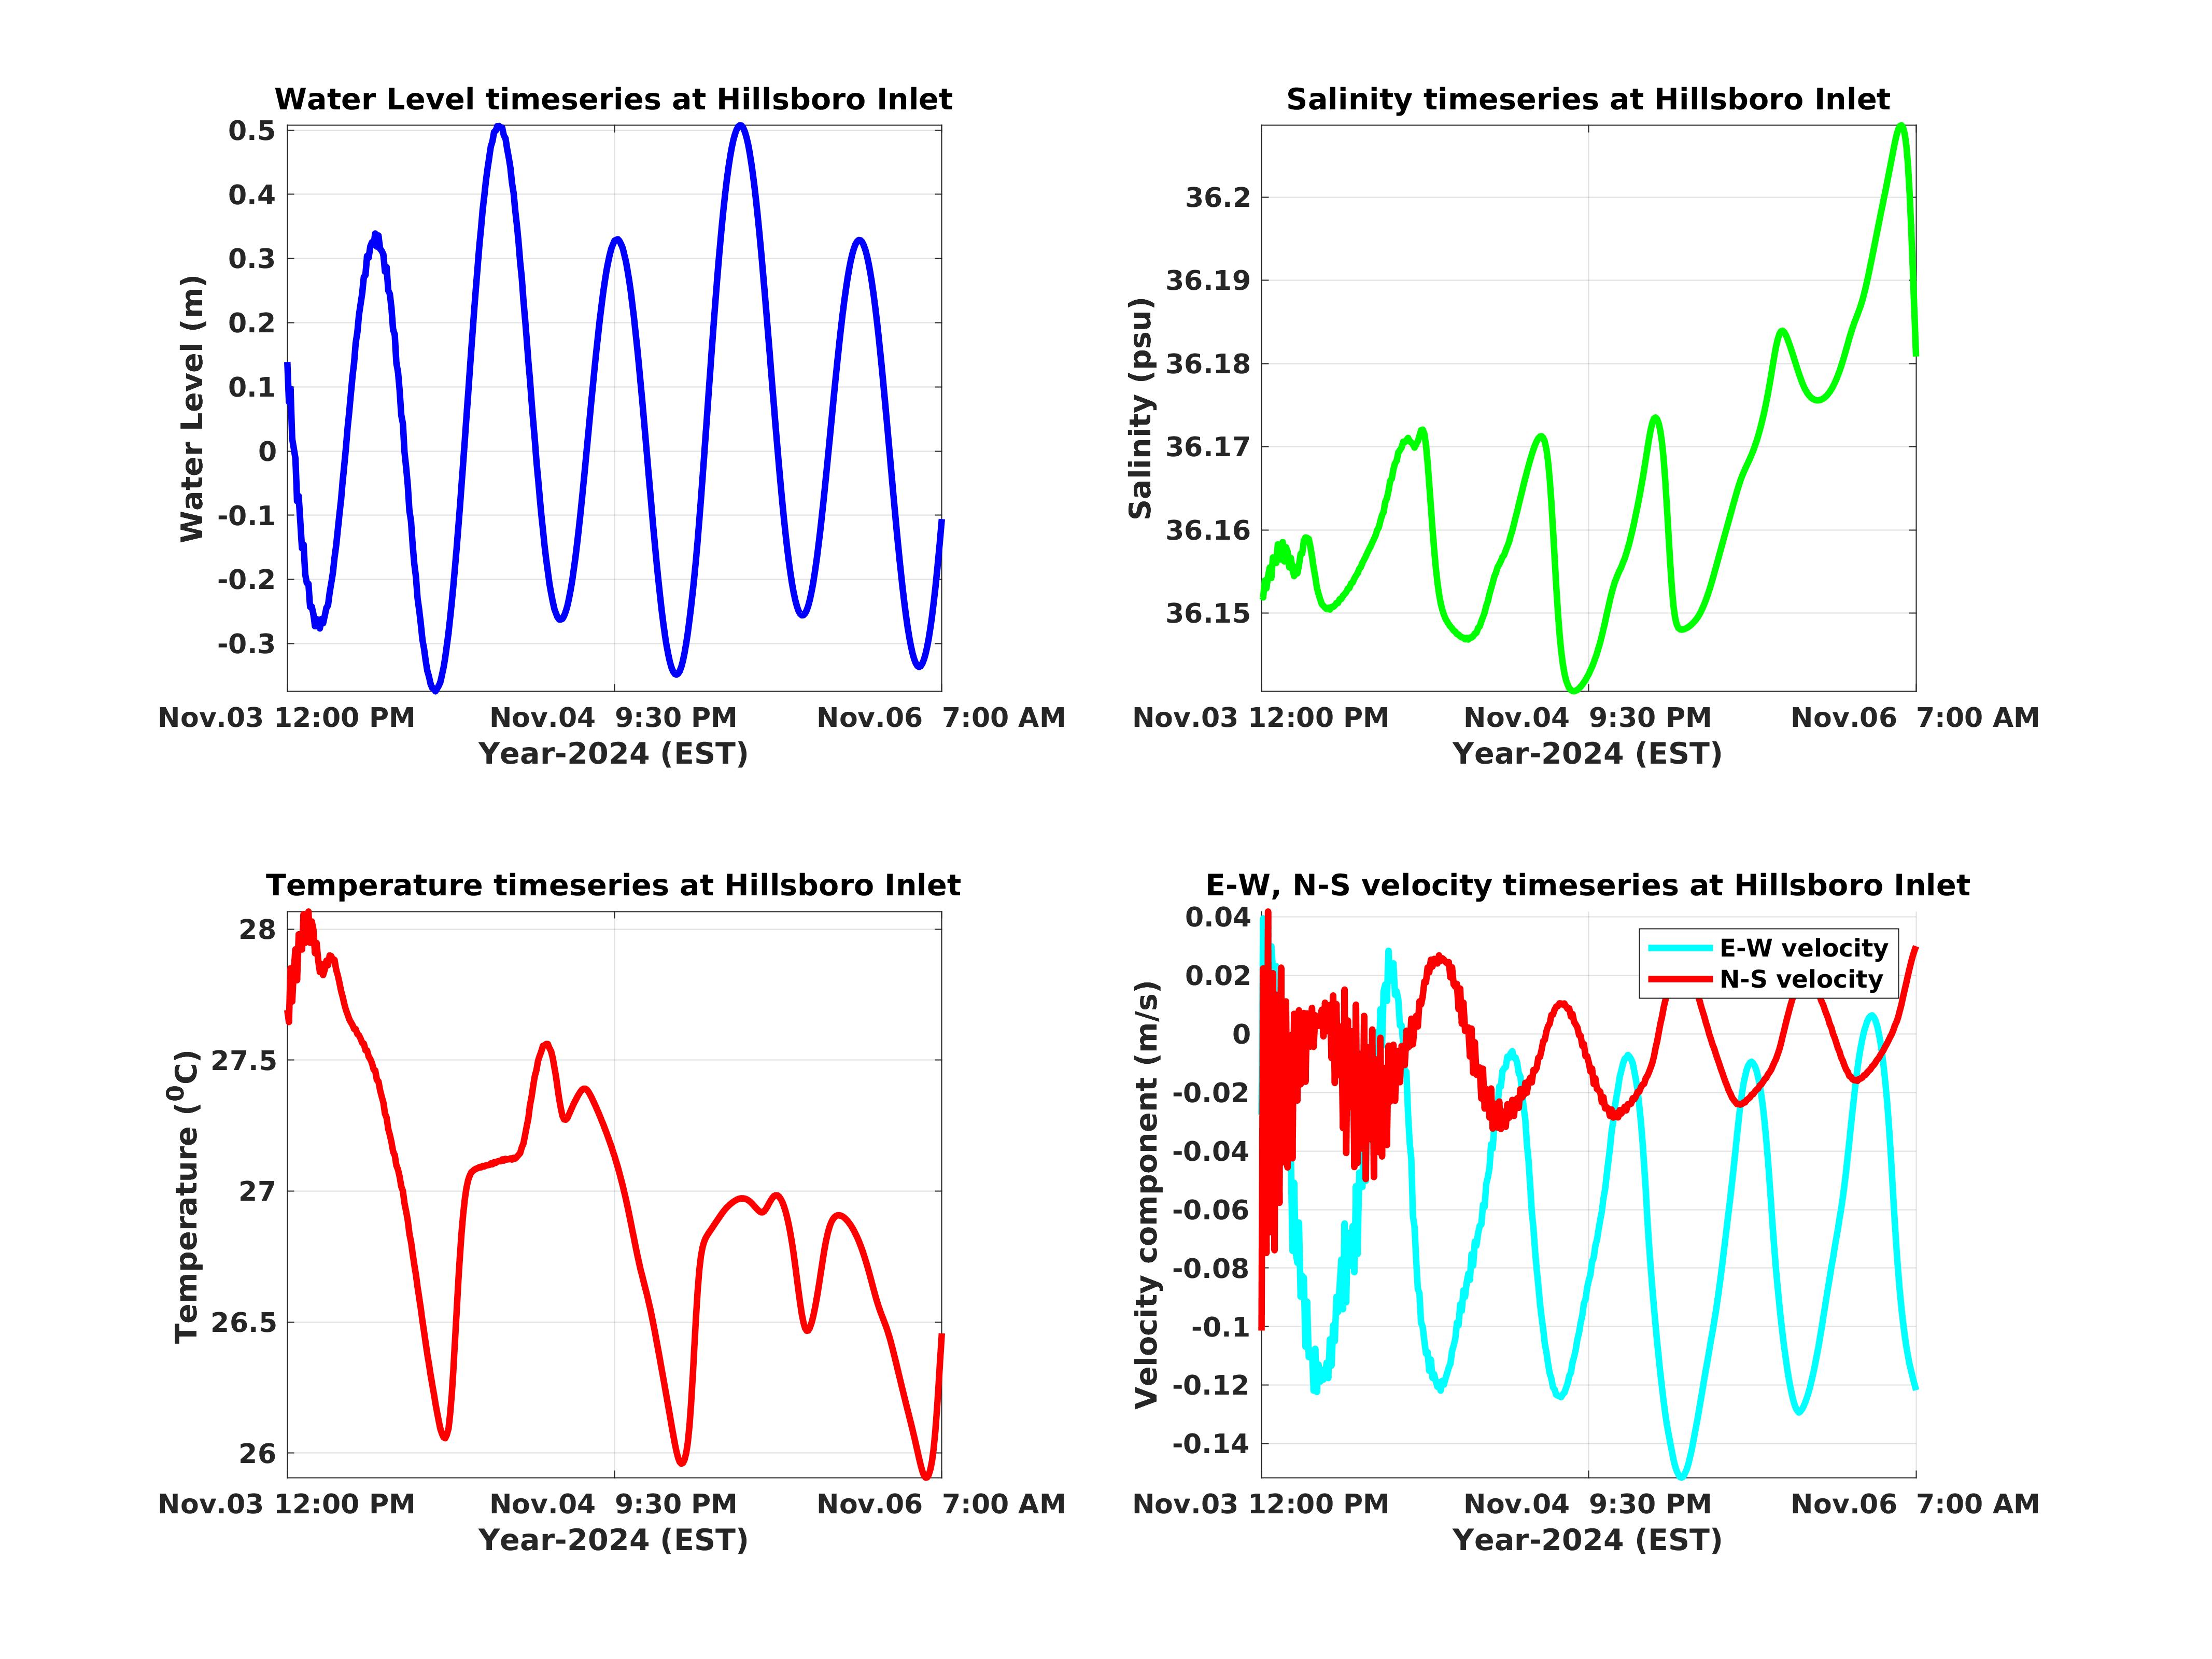 Water Level timeseries at Hillsboro Inlet
0.5
0.4
0.3
0.2
0.1
0
-0.1
-0.2
-0.3
Water Level (m)
Nov.03 12:00 PM
Nov.04 9:30 PM
Nov.06 7:00 AM
Year-2024 (EST)
Salinity timeseries at Hillsboro Inlet
36.2
36.19
36.18
36.17
36.16
36.15
Salinity (psu)
Nov.03 12:00 PM
Nov.04 9:30 PM
Nov.06 7:00 AM
Year-2024 (EST)
Temperature timeseries at Hillsboro Inlet
28
27.5
27
26.5
26
Temperature (⁰C)
Nov.03 12:00 PM
Nov.04 9:30 PM
Nov.06 7:00 AM
Year-2024 (EST)
E-W, N-S velocity timeseries at Hillsboro Inlet
0.04
0.02
0
-0.02
-0.04
-0.06
-0.08
-0.1
-0.12
-0.14
Velocity component (m/s)
E-W velocity
N-S velocity
Nov.03 12:00 PM
Nov.04 9:30 PM
Nov.06 7:00 AM
Year-2024 (EST)